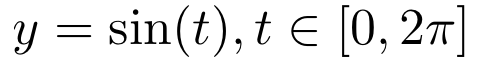 y = sin(t), t ∈ [0, 2π]